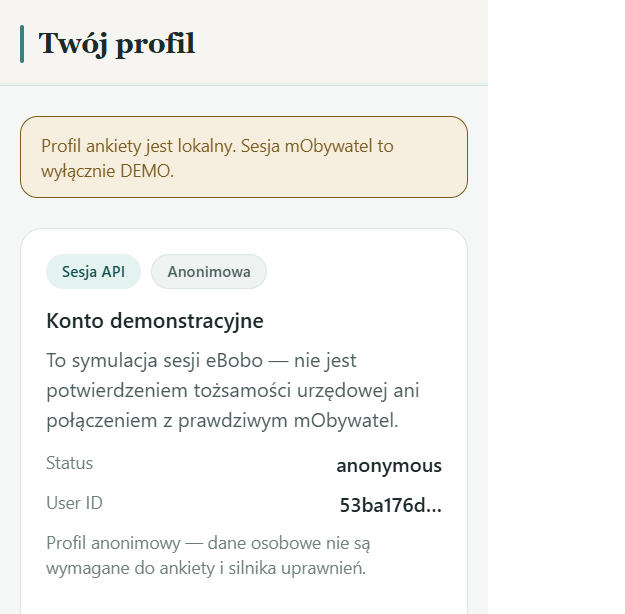 Twój profil
Profil ankiety jest lokalny. Sesja mObywatel to
wyłącznie DEMO.
Sesja API
Anonimowa
Konto demonstracyjne
To symulacja sesji eBobo — nie jest
potwierdzeniem tożsamości urzędowej ani
połączeniem z prawdziwym mObywatel.
Status anonymous
User ID 53ba176d...
Profil anonimowy — dane osobowe nie są
wymagane do ankiety i silnika uprawnień.